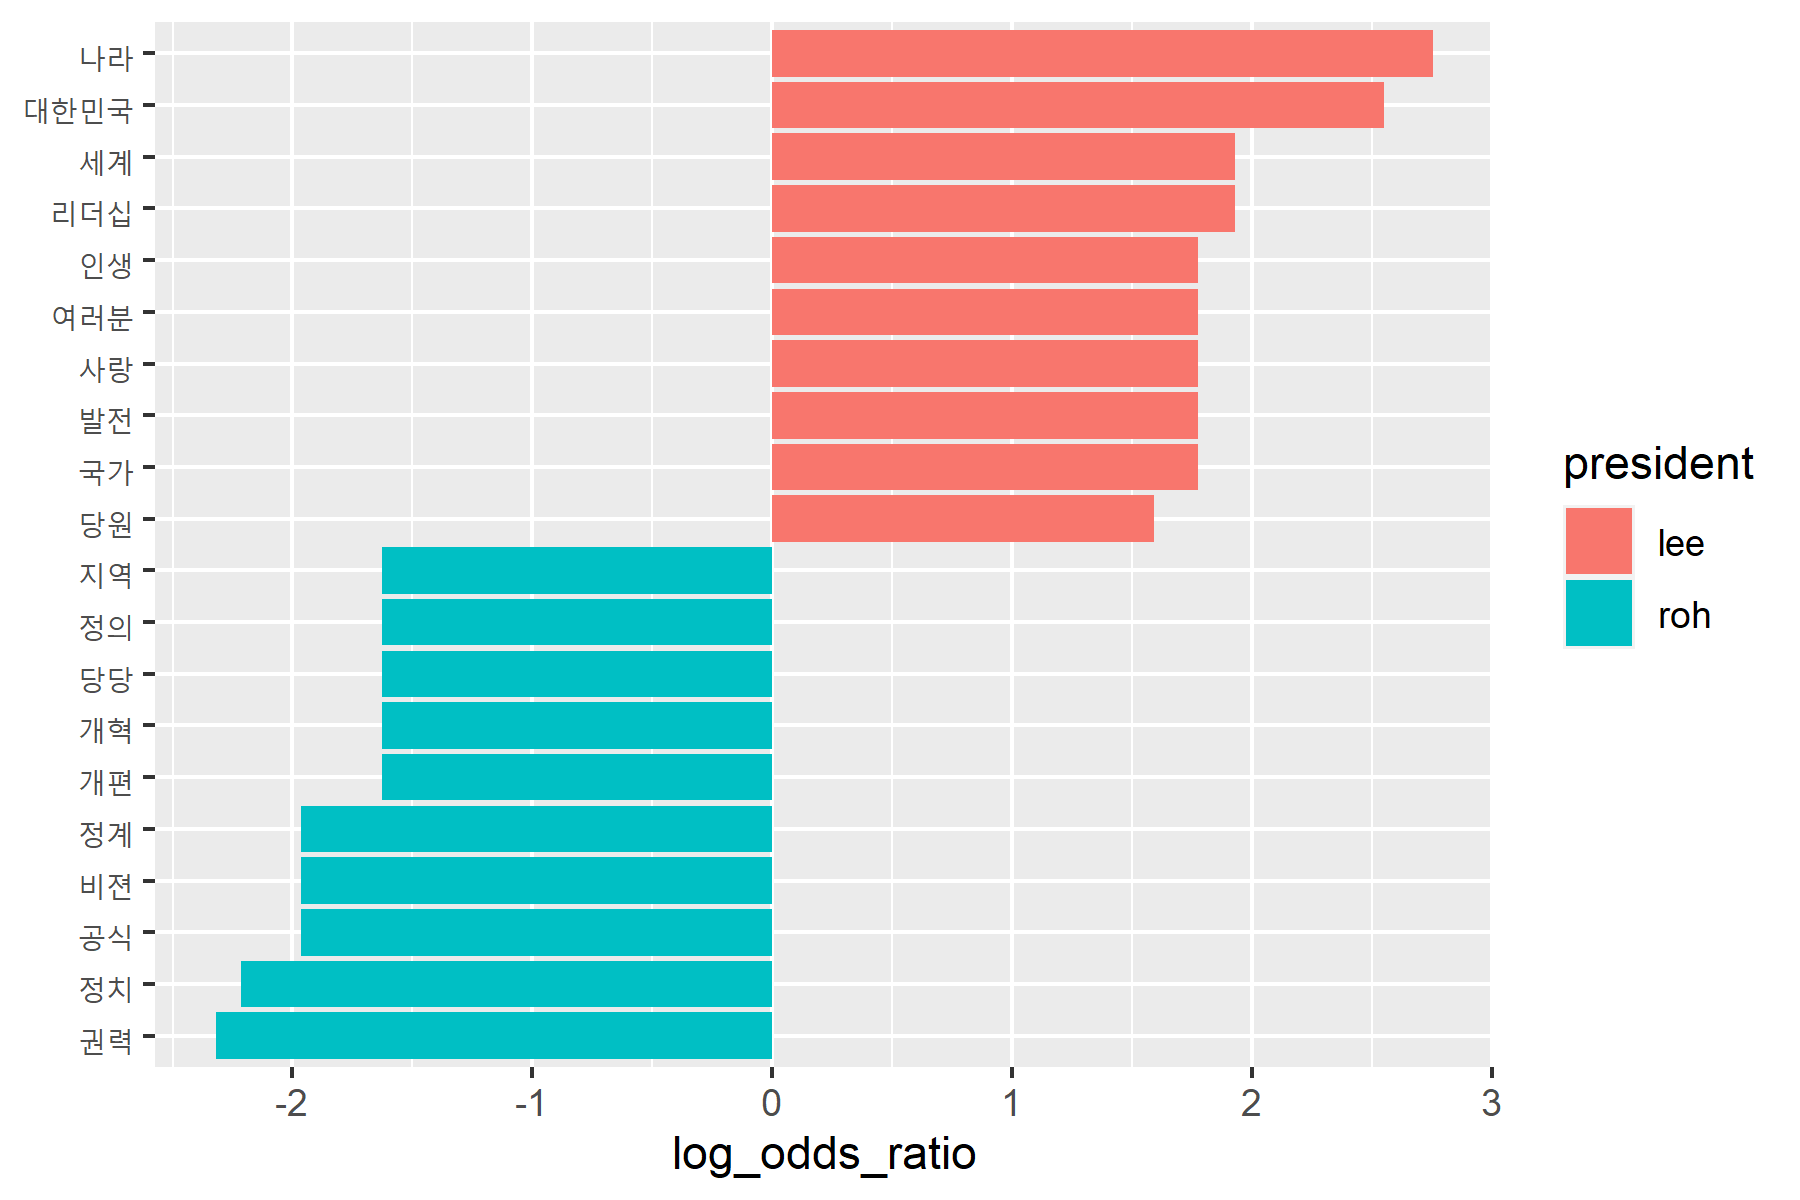 나라
대한민국
세계
리더십
인생
여러분
사랑
발전
국가
당원
지역
정의
당당
개혁
개편
정계
비젼
공식
정치
권력
-2 -1 0 1 2 3
log_odds_ratio
president
lee
roh